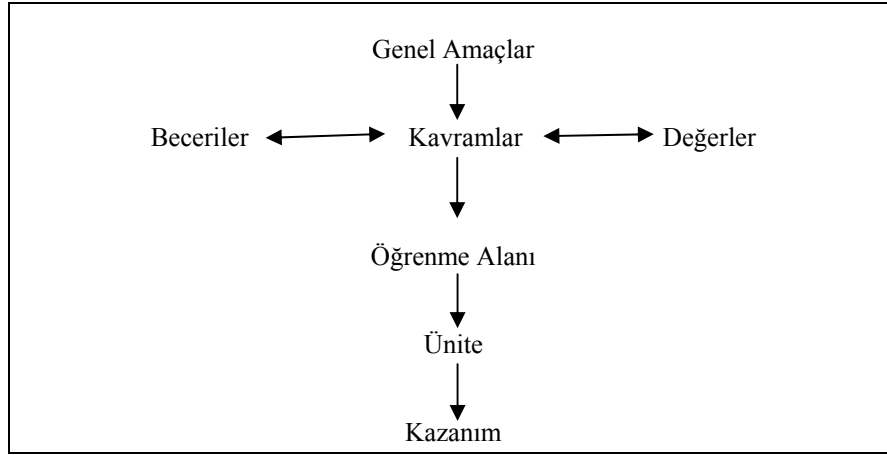 Genel Amaçlar
Beceriler Kavramlar Değerler
Öğrenme Alanı
Ünite
Kazanım